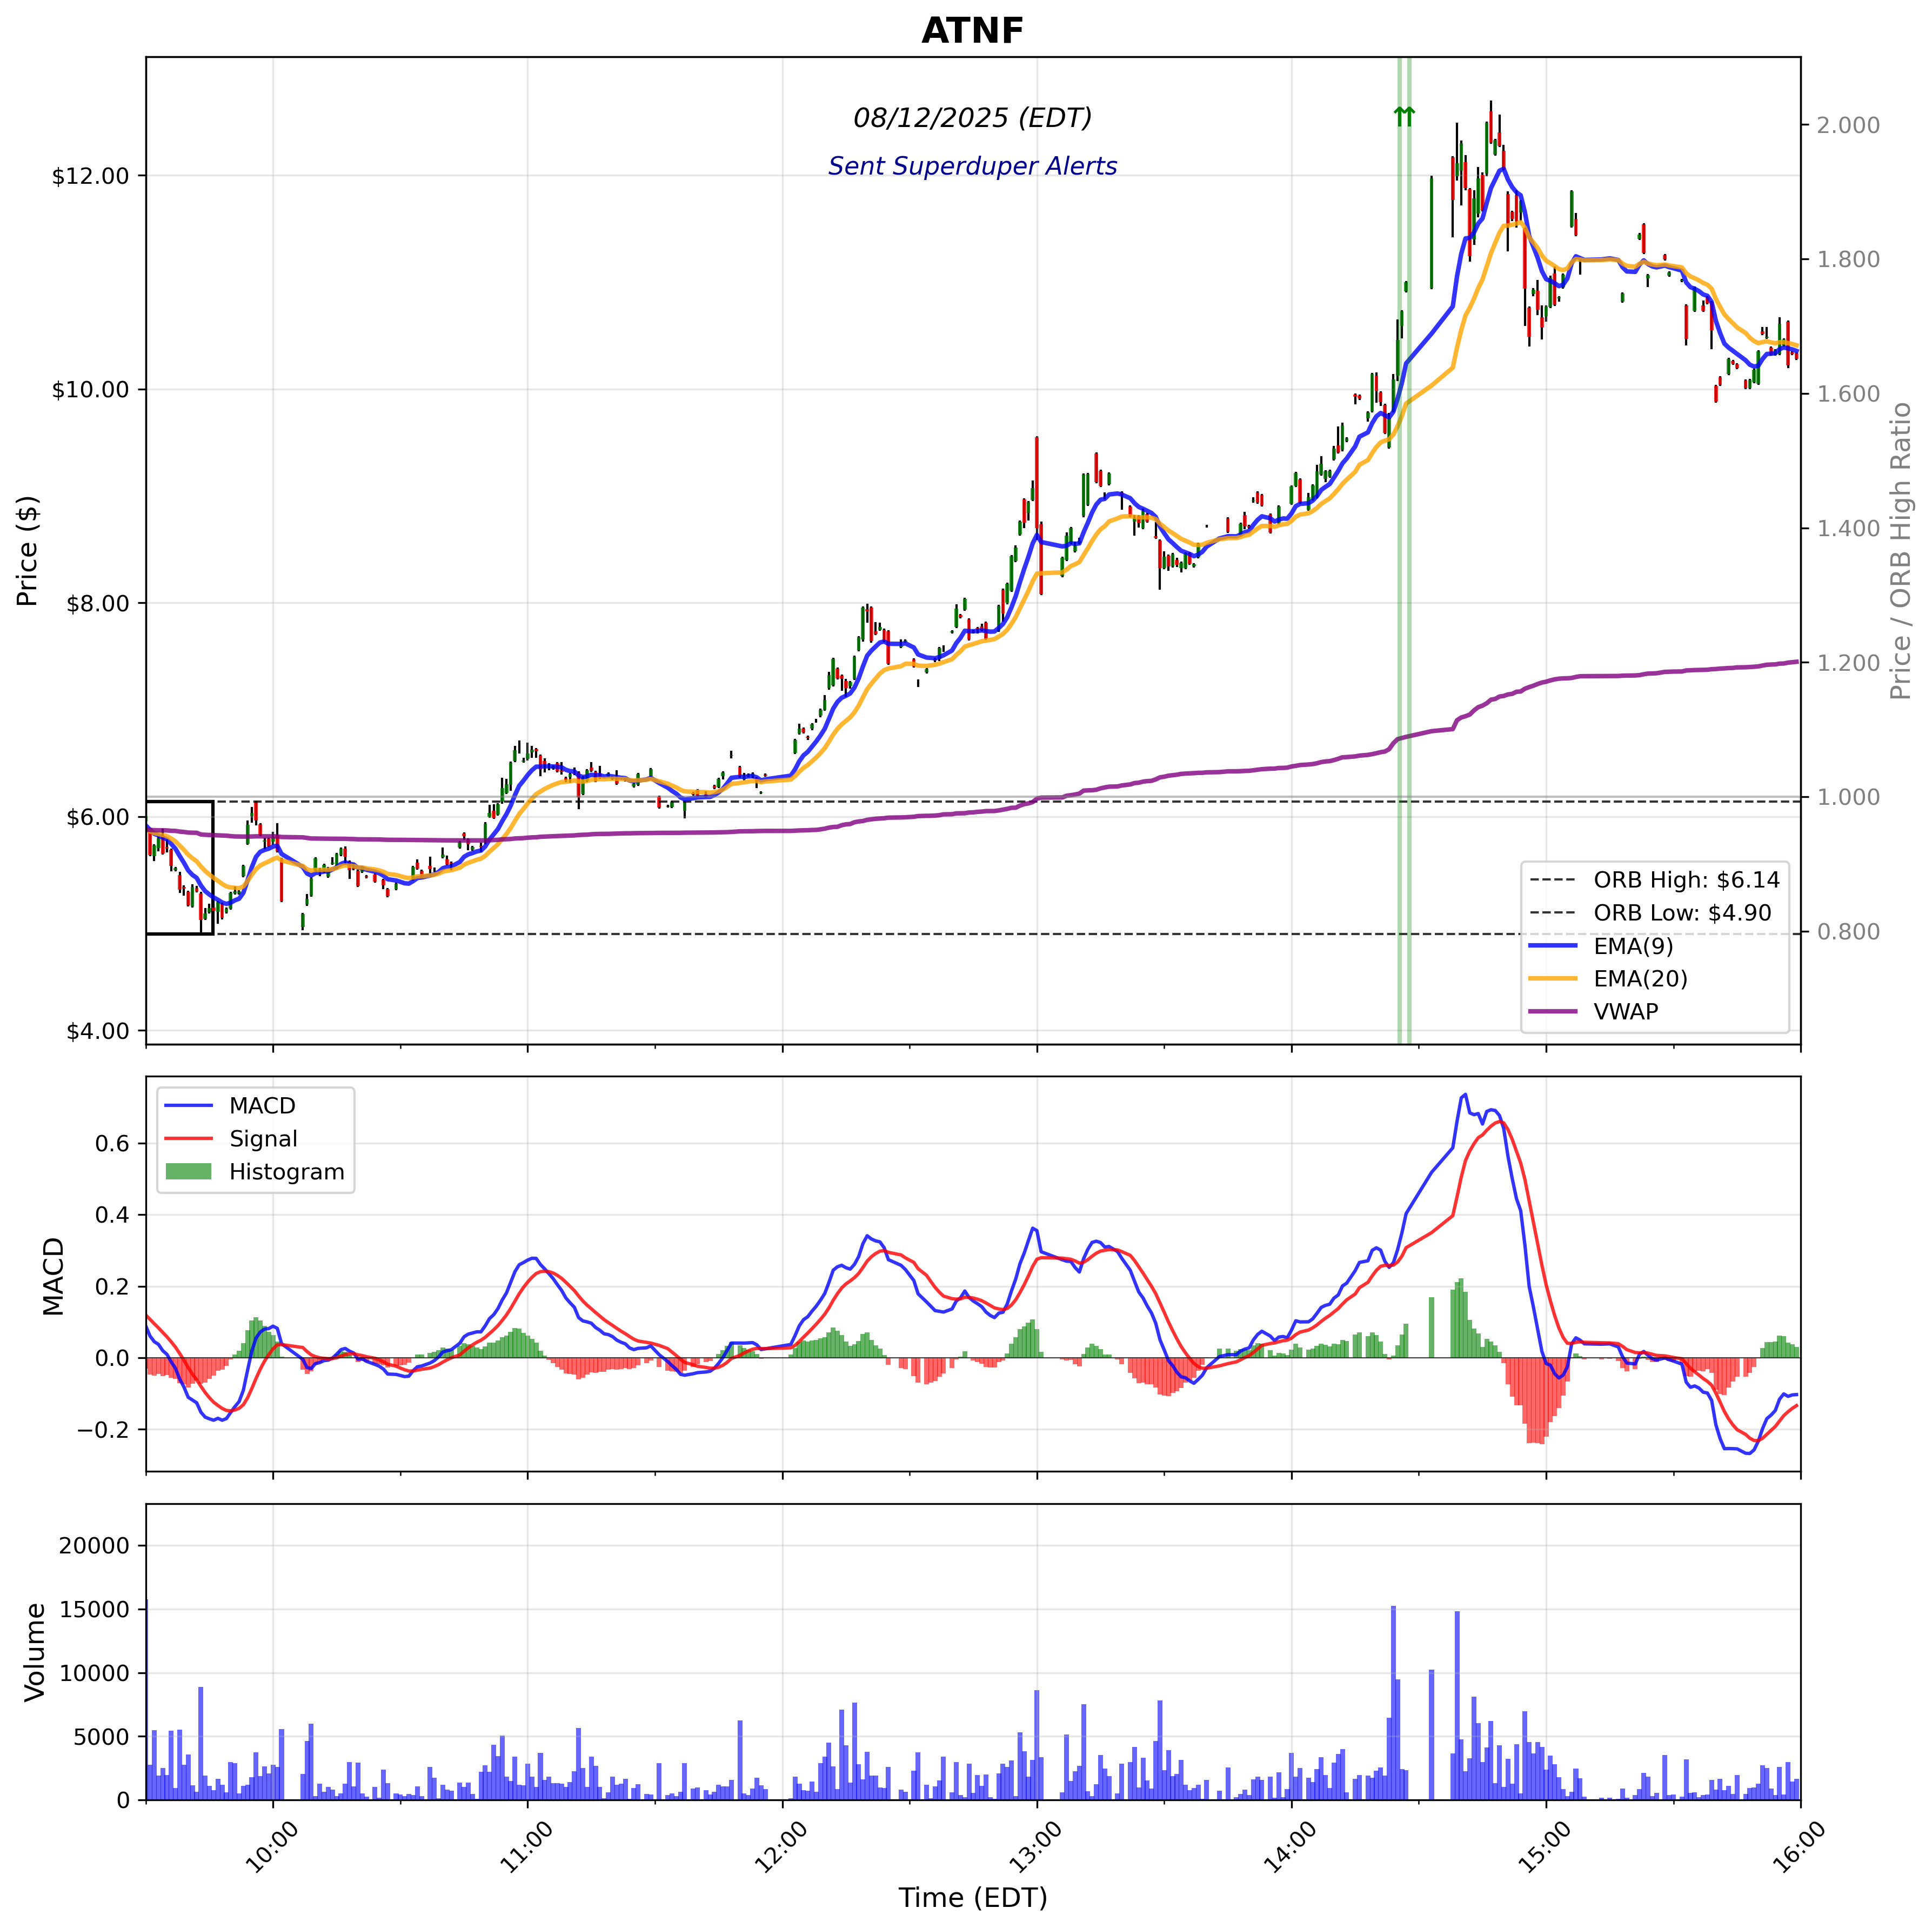 ATNF
08/12/2025 (EDT)
Sent Superduper Alerts
↑↑
Price ($)
$12.00
$10.00
$8.00
$6.00
$4.00
2.000
1.800
1.600
1.400
1.200
1.000
0.800
Price / ORB High Ratio
ORB High: $6.14
ORB Low: $4.90
EMA(9)
EMA(20)
VWAP
MACD
Signal
Histogram
MACD
0.6
0.4
0.2
0.0
−0.2
Volume
20000
15000
10000
5000
0
10:00
11:00
12:00
13:00
14:00
15:00
16:00
Time (EDT)